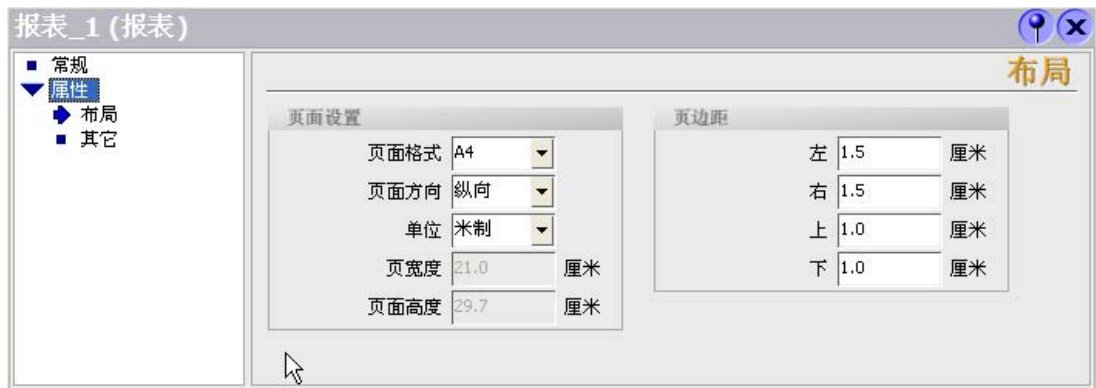 报表_1 (报表)
常规
属性
布局
其它
布局
页面设置
页面格式 A4
页面方向 纵向
单位 米制
页宽度 21.0 厘米
页面高度 29.7 厘米
页边距
左 1.5 厘米
右 1.5 厘米
上 1.0 厘米
下 1.0 厘米